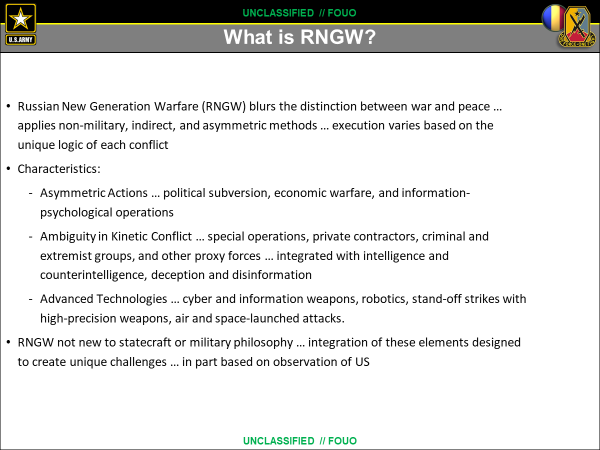 UNCLASSIFIED // FOUO
What is RNGW?
U.S.ARMY
• Russian New Generation Warfare (RNGW) blurs the distinction between war and peace …
applies non-military, indirect, and asymmetric methods … execution varies based on the
unique logic of each conflict
• Characteristics:
- Asymmetric Actions … political subversion, economic warfare, and information-
psychological operations
- Ambiguity in Kinetic Conflict … special operations, private contractors, criminal and
extremist groups, and other proxy forces … integrated with intelligence and
counterintelligence, deception and disinformation
- Advanced Technologies … cyber and information weapons, robotics, stand-off strikes with
high-precision weapons, air and space-launched attacks.
• RNGW not new to statecraft or military philosophy … integration of these elements designed
to create unique challenges … in part based on observation of US
UNCLASSIFIED // FOUO